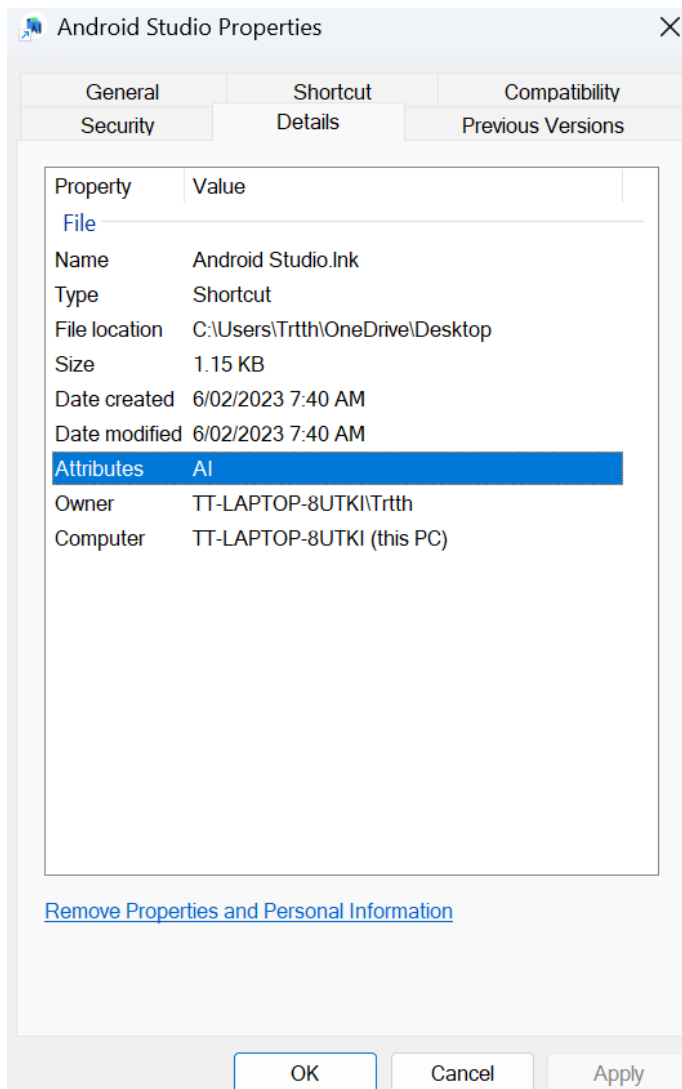 Android Studio Properties
General Shortcut Compatibility
Security Details Previous Versions
Property Value
File
Name Android Studio.lnk
Type Shortcut
File location C:\Users\Trtth\OneDrive\Desktop
Size 1.15 KB
Date created 6/02/2023 7:40 AM
Date modified 6/02/2023 7:40 AM
Attributes AI
Owner TT-LAPTOP-8UTKI\Trtth
Computer TT-LAPTOP-8UTKI (this PC)
Remove Properties and Personal Information
OK Cancel Apply